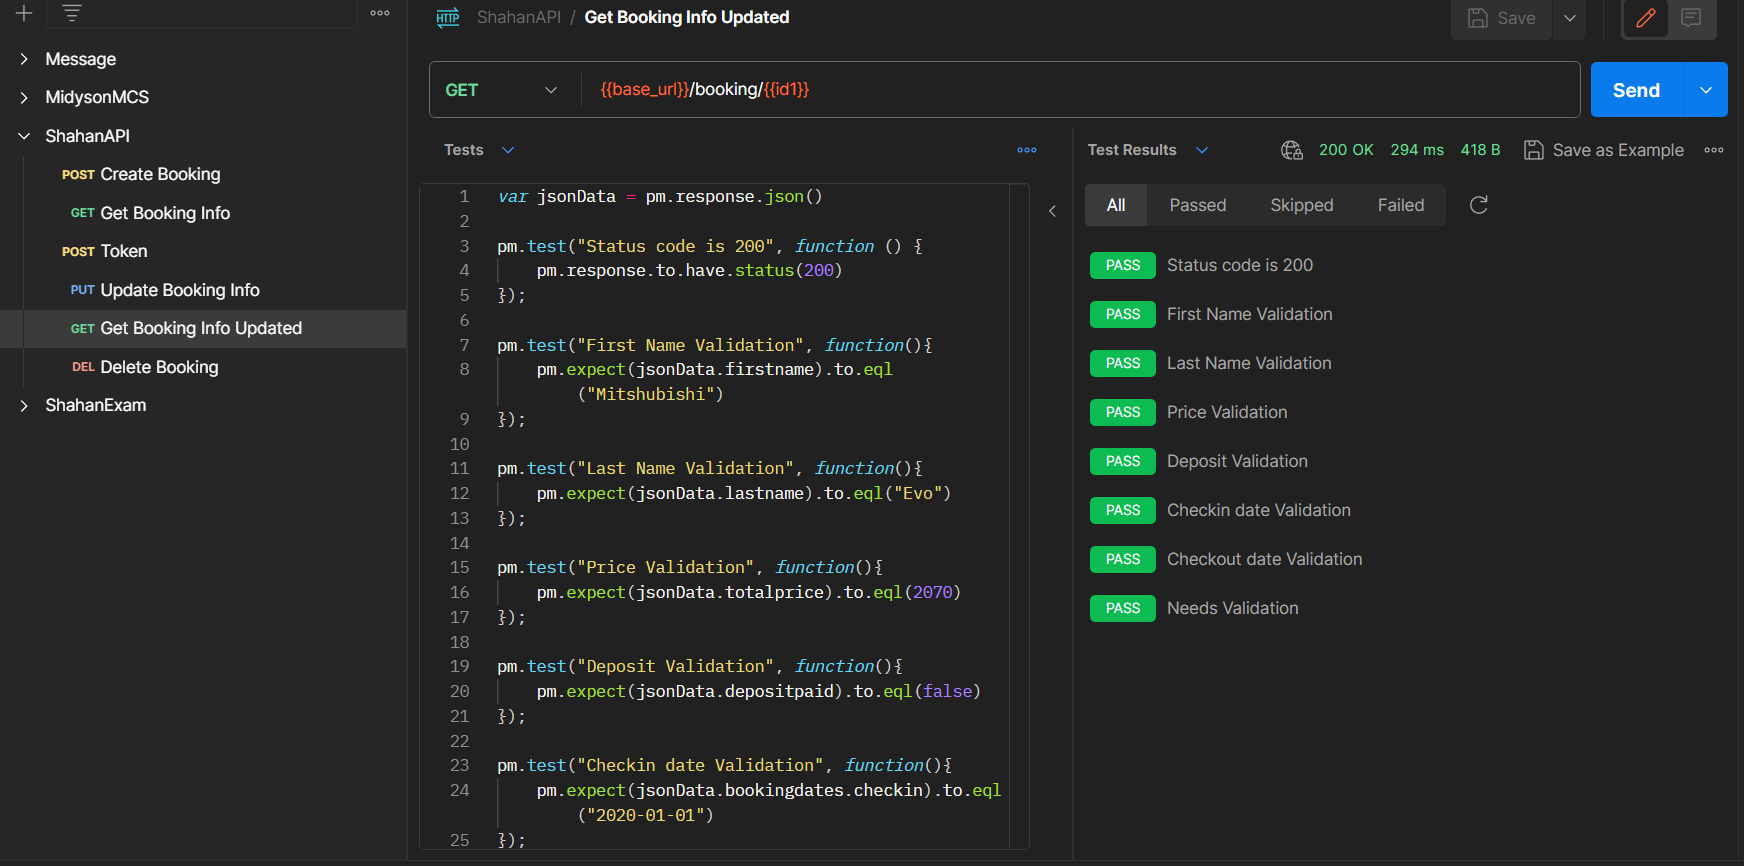 ShahanAPI / Get Booking Info Updated
Save
Message
MidysonMCS
ShahanAPI
POST Create Booking
GET Get Booking Info
POST Token
PUT Update Booking Info
GET Get Booking Info Updated
DEL Delete Booking
ShahanExam
HTTP
GET {{base_url}}/booking/{{id1}}
Send
Tests
1 var jsonData = pm.response.json()
2
3 pm.test("Status code is 200", function () {
4 pm.response.to.have.status(200)
5 });
6
7 pm.test("First Name Validation", function(){
8 pm.expect(jsonData.firstname).to.eql
("Mitshubishi")
9 });
10
11 pm.test("Last Name Validation", function(){
12 pm.expect(jsonData.lastname).to.eql("Evo")
13 });
14
15 pm.test("Price Validation", function(){
16 pm.expect(jsonData.totalprice).to.eql(2070)
17 });
18
19 pm.test("Deposit Validation", function(){
20 pm.expect(jsonData.depositpaid).to.eql(false)
21 });
22
23 pm.test("Checkin date Validation", function(){
24 pm.expect(jsonData.bookingdates.checkin).to.eql
("2020-01-01")
25 });
Test Results
200 OK 294 ms 418 B Save as Example
All Passed Skipped Failed
PASS Status code is 200
PASS First Name Validation
PASS Last Name Validation
PASS Price Validation
PASS Deposit Validation
PASS Checkin date Validation
PASS Checkout date Validation
PASS Needs Validation